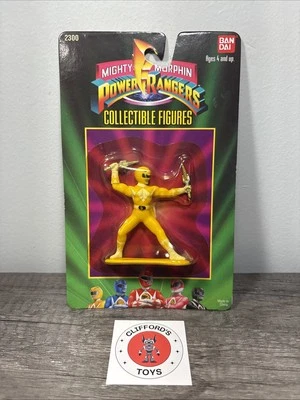 2300
BAN
DAI
Ages 4 and up
MIGHTY MORPHIN
POWER RANGERS
COLLECTIBLE FIGURES
CLIFFORD'S
TOYS